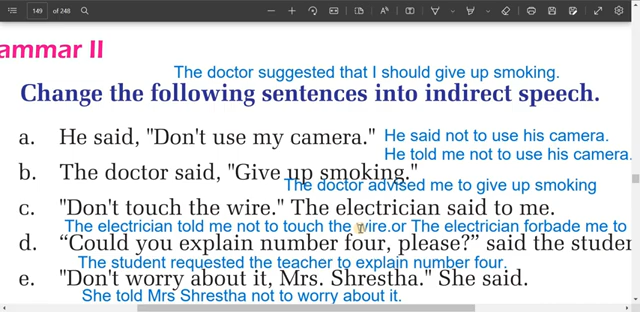 149 of 248
ammar II
The doctor suggested that I should give up smoking.
Change the following sentences into indirect speech.
a. He said, "Don't use my camera." He said not to use his camera.
He told me not to use his camera.
b. The doctor said, "Give up smoking."
The doctor advised me to give up smoking
c. "Don't touch the wire." The electrician said to me.
The electrician told me not to touch the wire.or The electrician forbade me to
d. “Could you explain number four, please?” said the studen
The student requested the teacher to explain number four.
e. "Don't worry about it, Mrs. Shrestha." She said.
She told Mrs Shrestha not to worry about it.